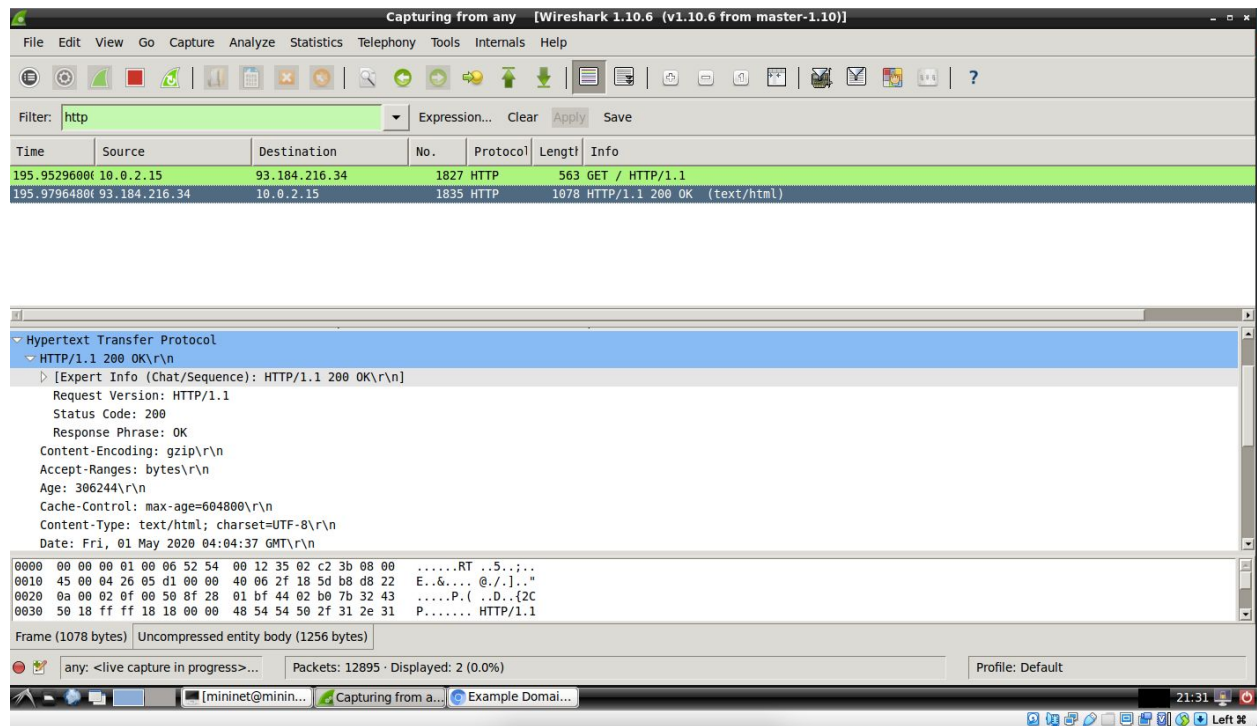 Capturing from any [Wireshark 1.10.6 (v1.10.6 from master-1.10)]
File Edit View Go Capture Analyze Statistics Telephony Tools Internals Help
Filter: http Expression... Clear Apply Save
Time Source Destination No. Protocol Length Info
195.95296000 10.0.2.15 93.184.216.34 1827 HTTP 563 GET / HTTP/1.1
195.97964800 93.184.216.34 10.0.2.15 1835 HTTP 1078 HTTP/1.1 200 OK (text/html)
Hypertext Transfer Protocol
HTTP/1.1 200 OK\r\n
[Expert Info (Chat/Sequence): HTTP/1.1 200 OK\r\n]
Request Version: HTTP/1.1
Status Code: 200
Response Phrase: OK
Content-Encoding: gzip\r\n
Accept-Ranges: bytes\r\n
Age: 306244\r\n
Cache-Control: max-age=604800\r\n
Content-Type: text/html; charset=UTF-8\r\n
Date: Fri, 01 May 2020 04:04:37 GMT\r\n
0000 00 00 00 01 00 06 52 54 00 12 35 02 c2 3b 08 00 ......RT ..5..;..
0010 45 00 04 26 05 d1 00 00 40 06 2f 18 5d b8 d8 22 E..&.... @./.].."
0020 0a 00 02 0f 00 50 8f 28 01 bf 44 02 b0 7b 32 43 .....P.( ..D..{2C
0030 50 18 ff ff 18 18 00 00 48 54 54 50 2f 31 2e 31 P....... HTTP/1.1
Frame (1078 bytes) Uncompressed entity body (1256 bytes)
any: <live capture in progress>... Packets: 12895 · Displayed: 2 (0.0%) Profile: Default
[mininet@minin... Capturing from a... Example Domai... 21:31
Left ⌘